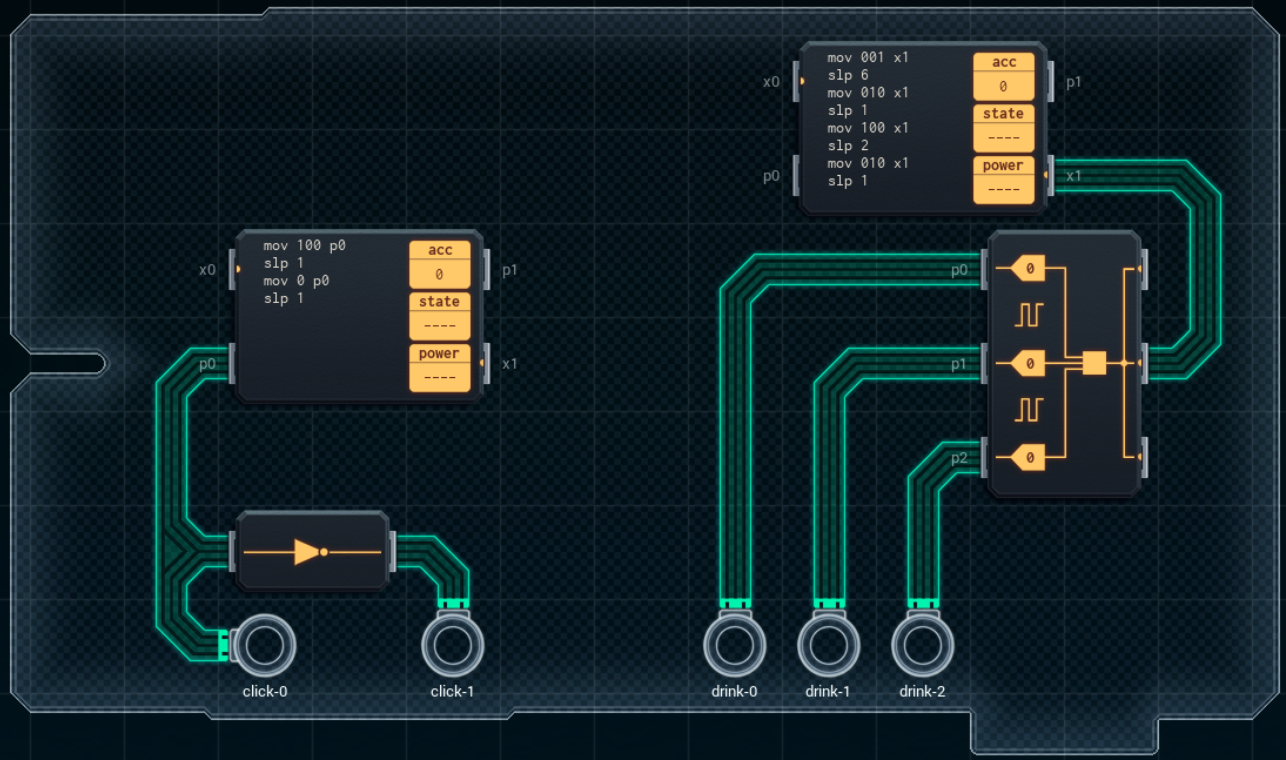 mov 001 x1
slp 6
mov 010 x1
slp 1
mov 100 x1
slp 2
mov 010 x1
slp 1
acc
0
state
----
power
----
x0
p0
p1
x1
mov 100 p0
slp 1
mov 0 p0
slp 1
acc
0
state
----
power
----
x0
p0
p1
x1
p0
0
p1
0
p2
0
click-0
click-1
drink-0
drink-1
drink-2